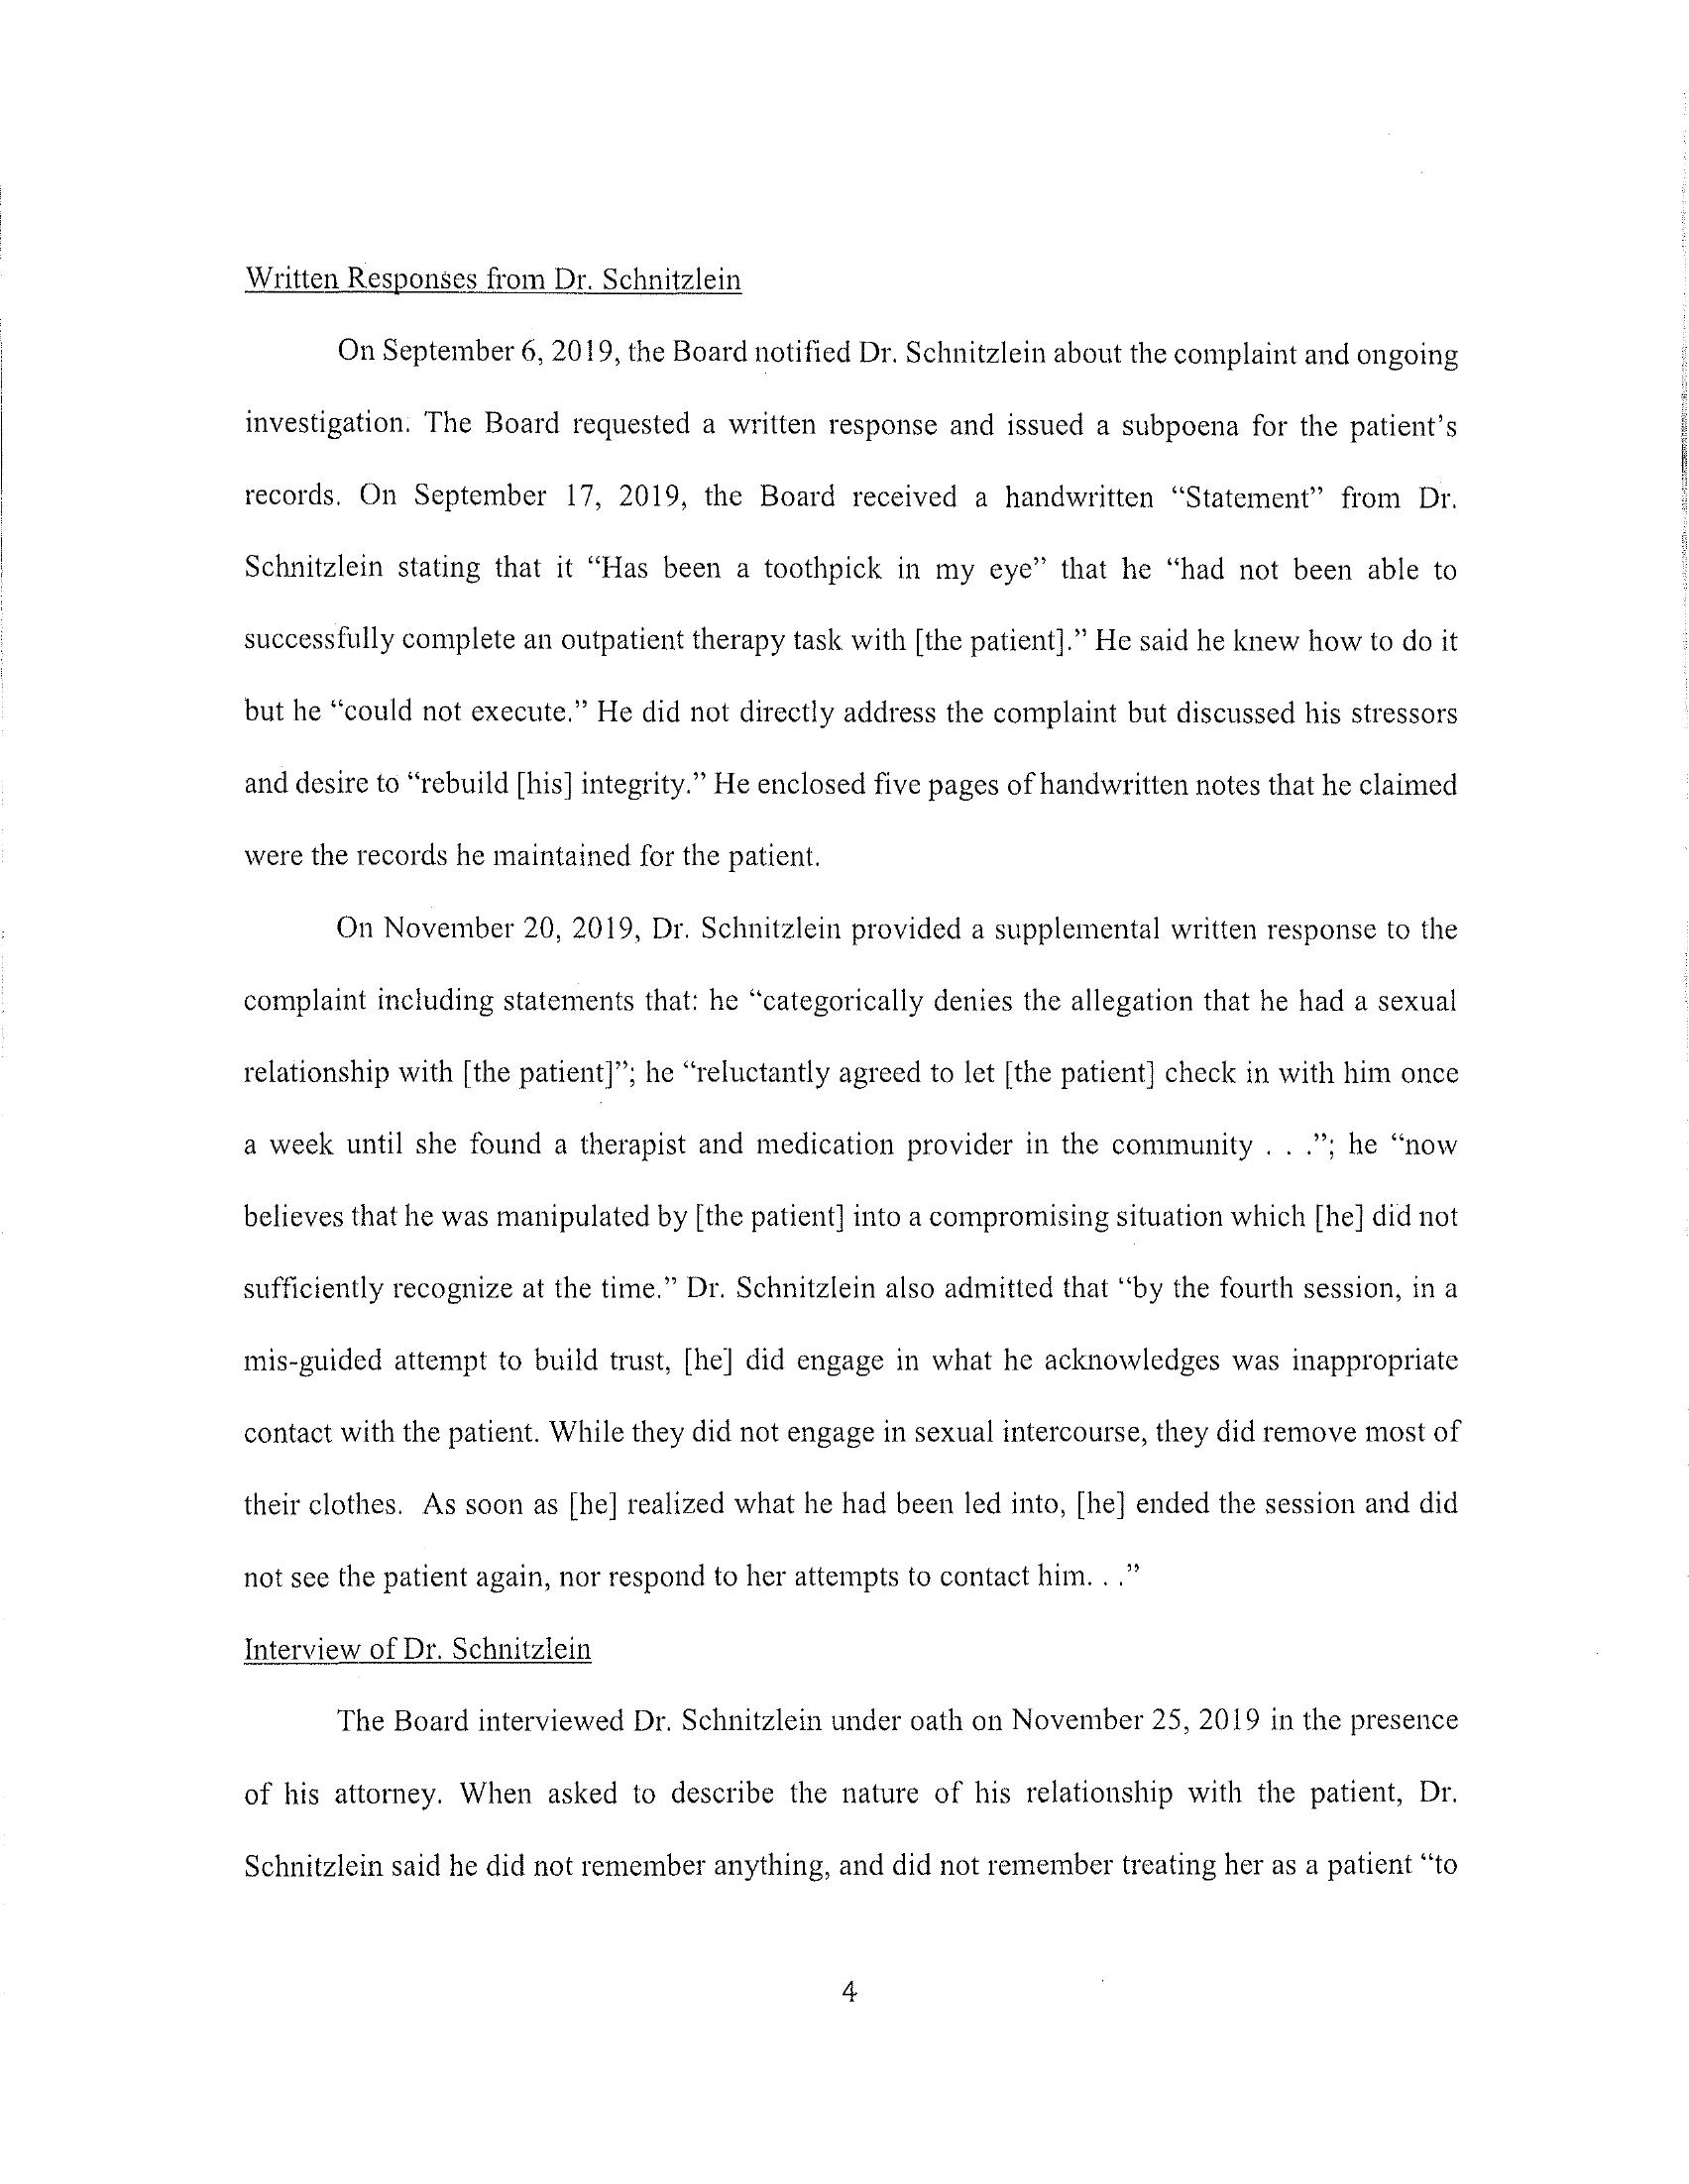 Written Responses from Dr. Schnitzlein
On September 6, 2019, the Board notified Dr. Schnitzlein about the complaint and ongoing
investigation. The Board requested a written response and issued a subpoena for the patient's
records. On September 17, 2019, the Board received a handwritten “Statement” from Dr.
Schnitzlein stating that it “Has been a toothpick in my eye” that he “had not been able to
successfully complete an outpatient therapy task with [the patient].” He said he knew how to do it
but he “could not execute.” He did not directly address the complaint but discussed his stressors
and desire to “rebuild [his] integrity.” He enclosed five pages of handwritten notes that he claimed
were the records he maintained for the patient.
On November 20, 2019, Dr. Schnitzlein provided a supplemental written response to the
complaint including statements that: he “categorically denies the allegation that he had a sexual
relationship with [the patient]”; he “reluctantly agreed to let [the patient] check in with him once
a week until she found a therapist and medication provider in the community . . .”; he “now
believes that he was manipulated by [the patient] into a compromising situation which [he] did not
sufficiently recognize at the time.” Dr. Schnitzlein also admitted that “by the fourth session, in a
mis-guided attempt to build trust, [he] did engage in what he acknowledges was inappropriate
contact with the patient. While they did not engage in sexual intercourse, they did remove most of
their clothes. As soon as [he] realized what he had been led into, [he] ended the session and did
not see the patient again, nor respond to her attempts to contact him. . .”
Interview of Dr. Schnitzlein
The Board interviewed Dr. Schnitzlein under oath on November 25, 2019 in the presence
of his attorney. When asked to describe the nature of his relationship with the patient, Dr.
Schnitzlein said he did not remember anything, and did not remember treating her as a patient “to
4